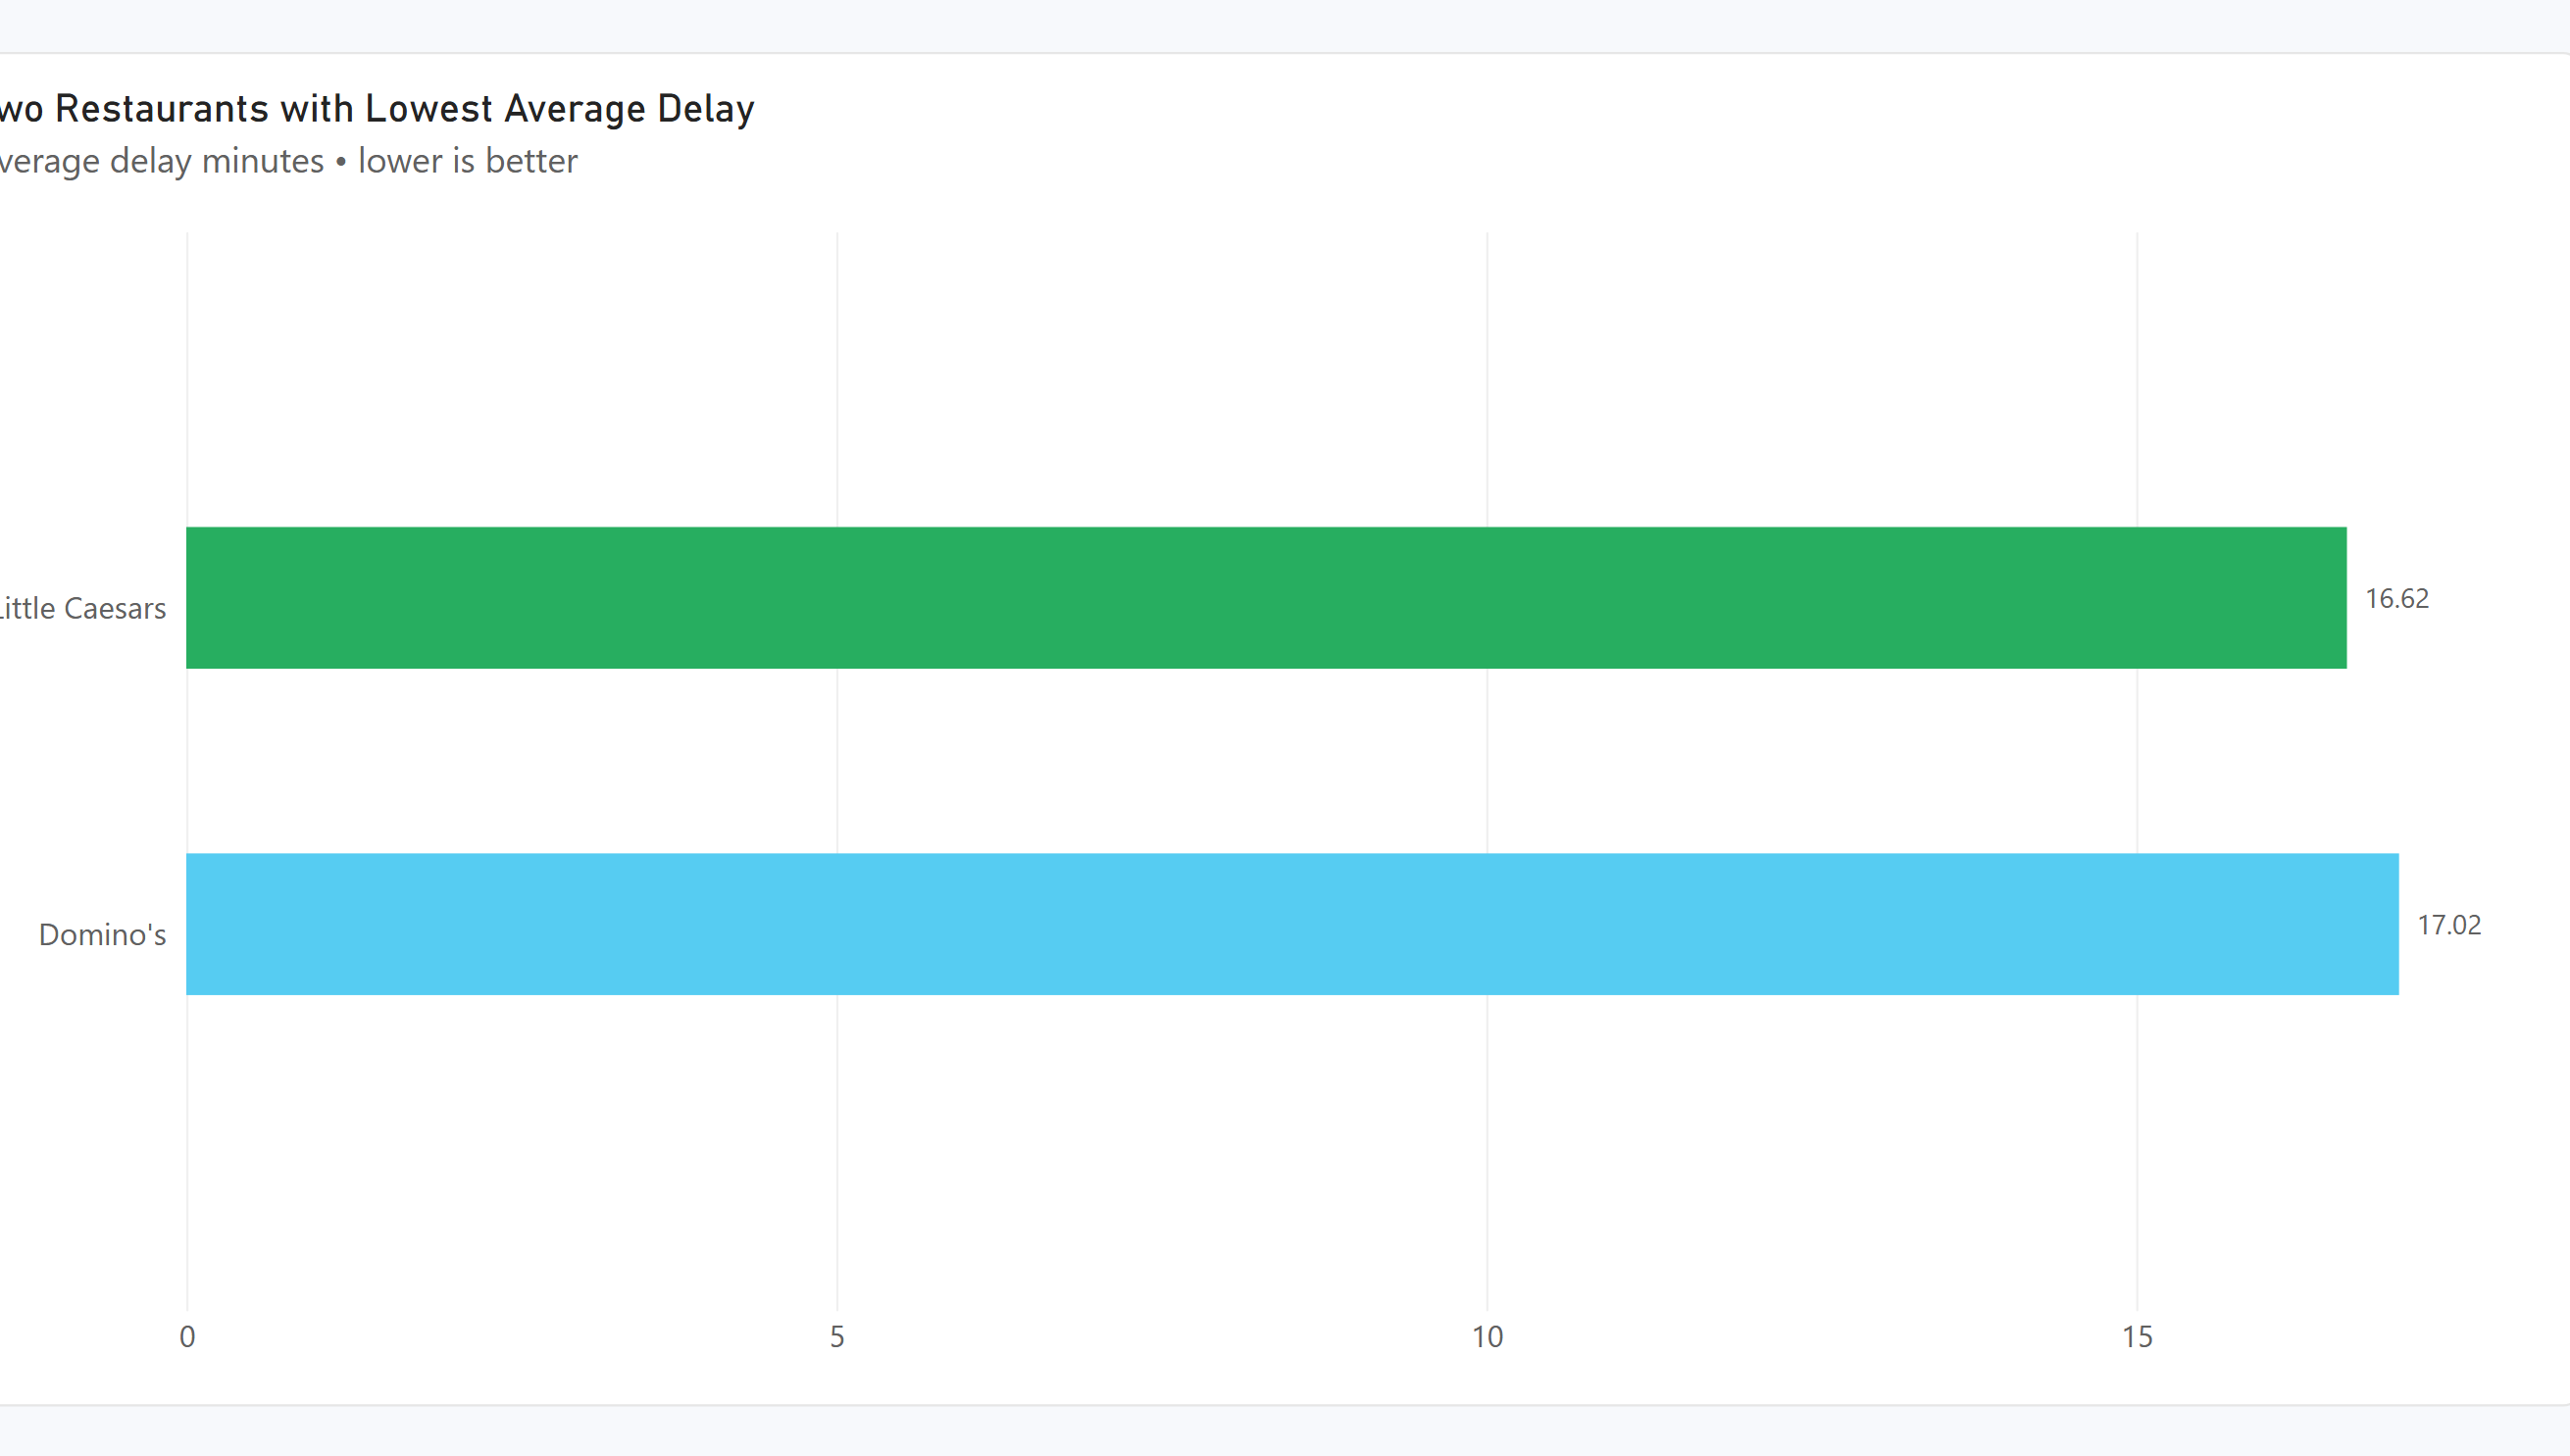 wo Restaurants with Lowest Average Delay
verage delay minutes • lower is better
Little Caesars
16.62
Domino's
17.02
0 5 10 15